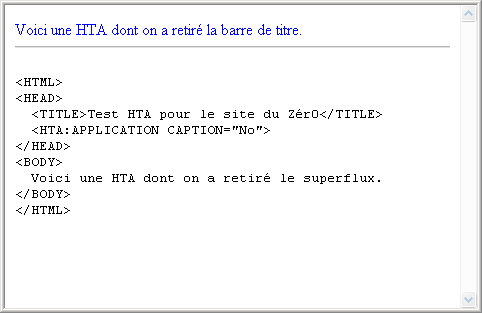 Voici une HTA dont on a retiré la barre de titre.
<HTML>
<HEAD>
  <TITLE>Test HTA pour le site du Zér0</TITLE>
  <HTA:APPLICATION CAPTION="No">
</HEAD>
<BODY>
  Voici une HTA dont on a retiré le superflux.
</BODY>
</HTML>